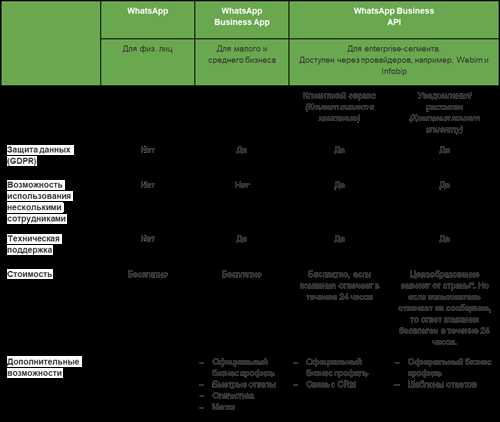 WhatsApp
WhatsApp
Business App
WhatsApp Business
API
Для физ. лиц
Для малого и
среднего бизнеса
Для enterprise-сегмента.
Доступен через провайдеров, например, Webim и
Infobip
Клиентский сервис
(Клиент пишет в
компанию)
Уведомления/
рассылки
(Компания пишет
клиенту)
Защита данных
(GDPR)
Нет
Да
Да
Да
Возможность
использования
несколькими
сотрудниками
Нет
Нет
Да
Да
Техническая
поддержка
Нет
Да
Да
Да
Стоимость
Бесплатно
Бесплатно
Бесплатно, если
компания отвечает в
течение 24 часов
Ценообразование
зависит от страны*. Но
если пользователь
отвечает на сообщение,
то ответ компании
бесплатен в течение 24
часов.
Дополнительные
возможности
– Официальный
бизнес профиль
– Быстрые ответы
– Статистика
– Метки
– Официальный
бизнес профиль
– Связь с CRM
– Официальный бизнес
профиль
– Шаблоны ответов